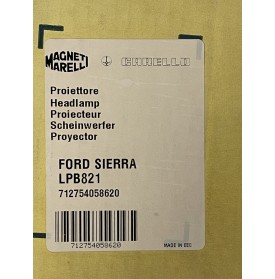 MAGNETI MARELLI
CARELLO
Proiettore
Headlamp
Projecteur
Scheinwerfer
Proyector
FORD SIERRA
LPB821
712754058620
712754058620
MADE IN EEC